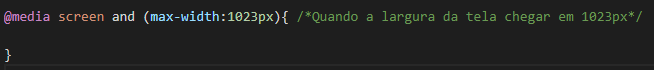 @media screen and (max-width:1023px){ /*Quando a largura da tela chegar em 1023px*/
}